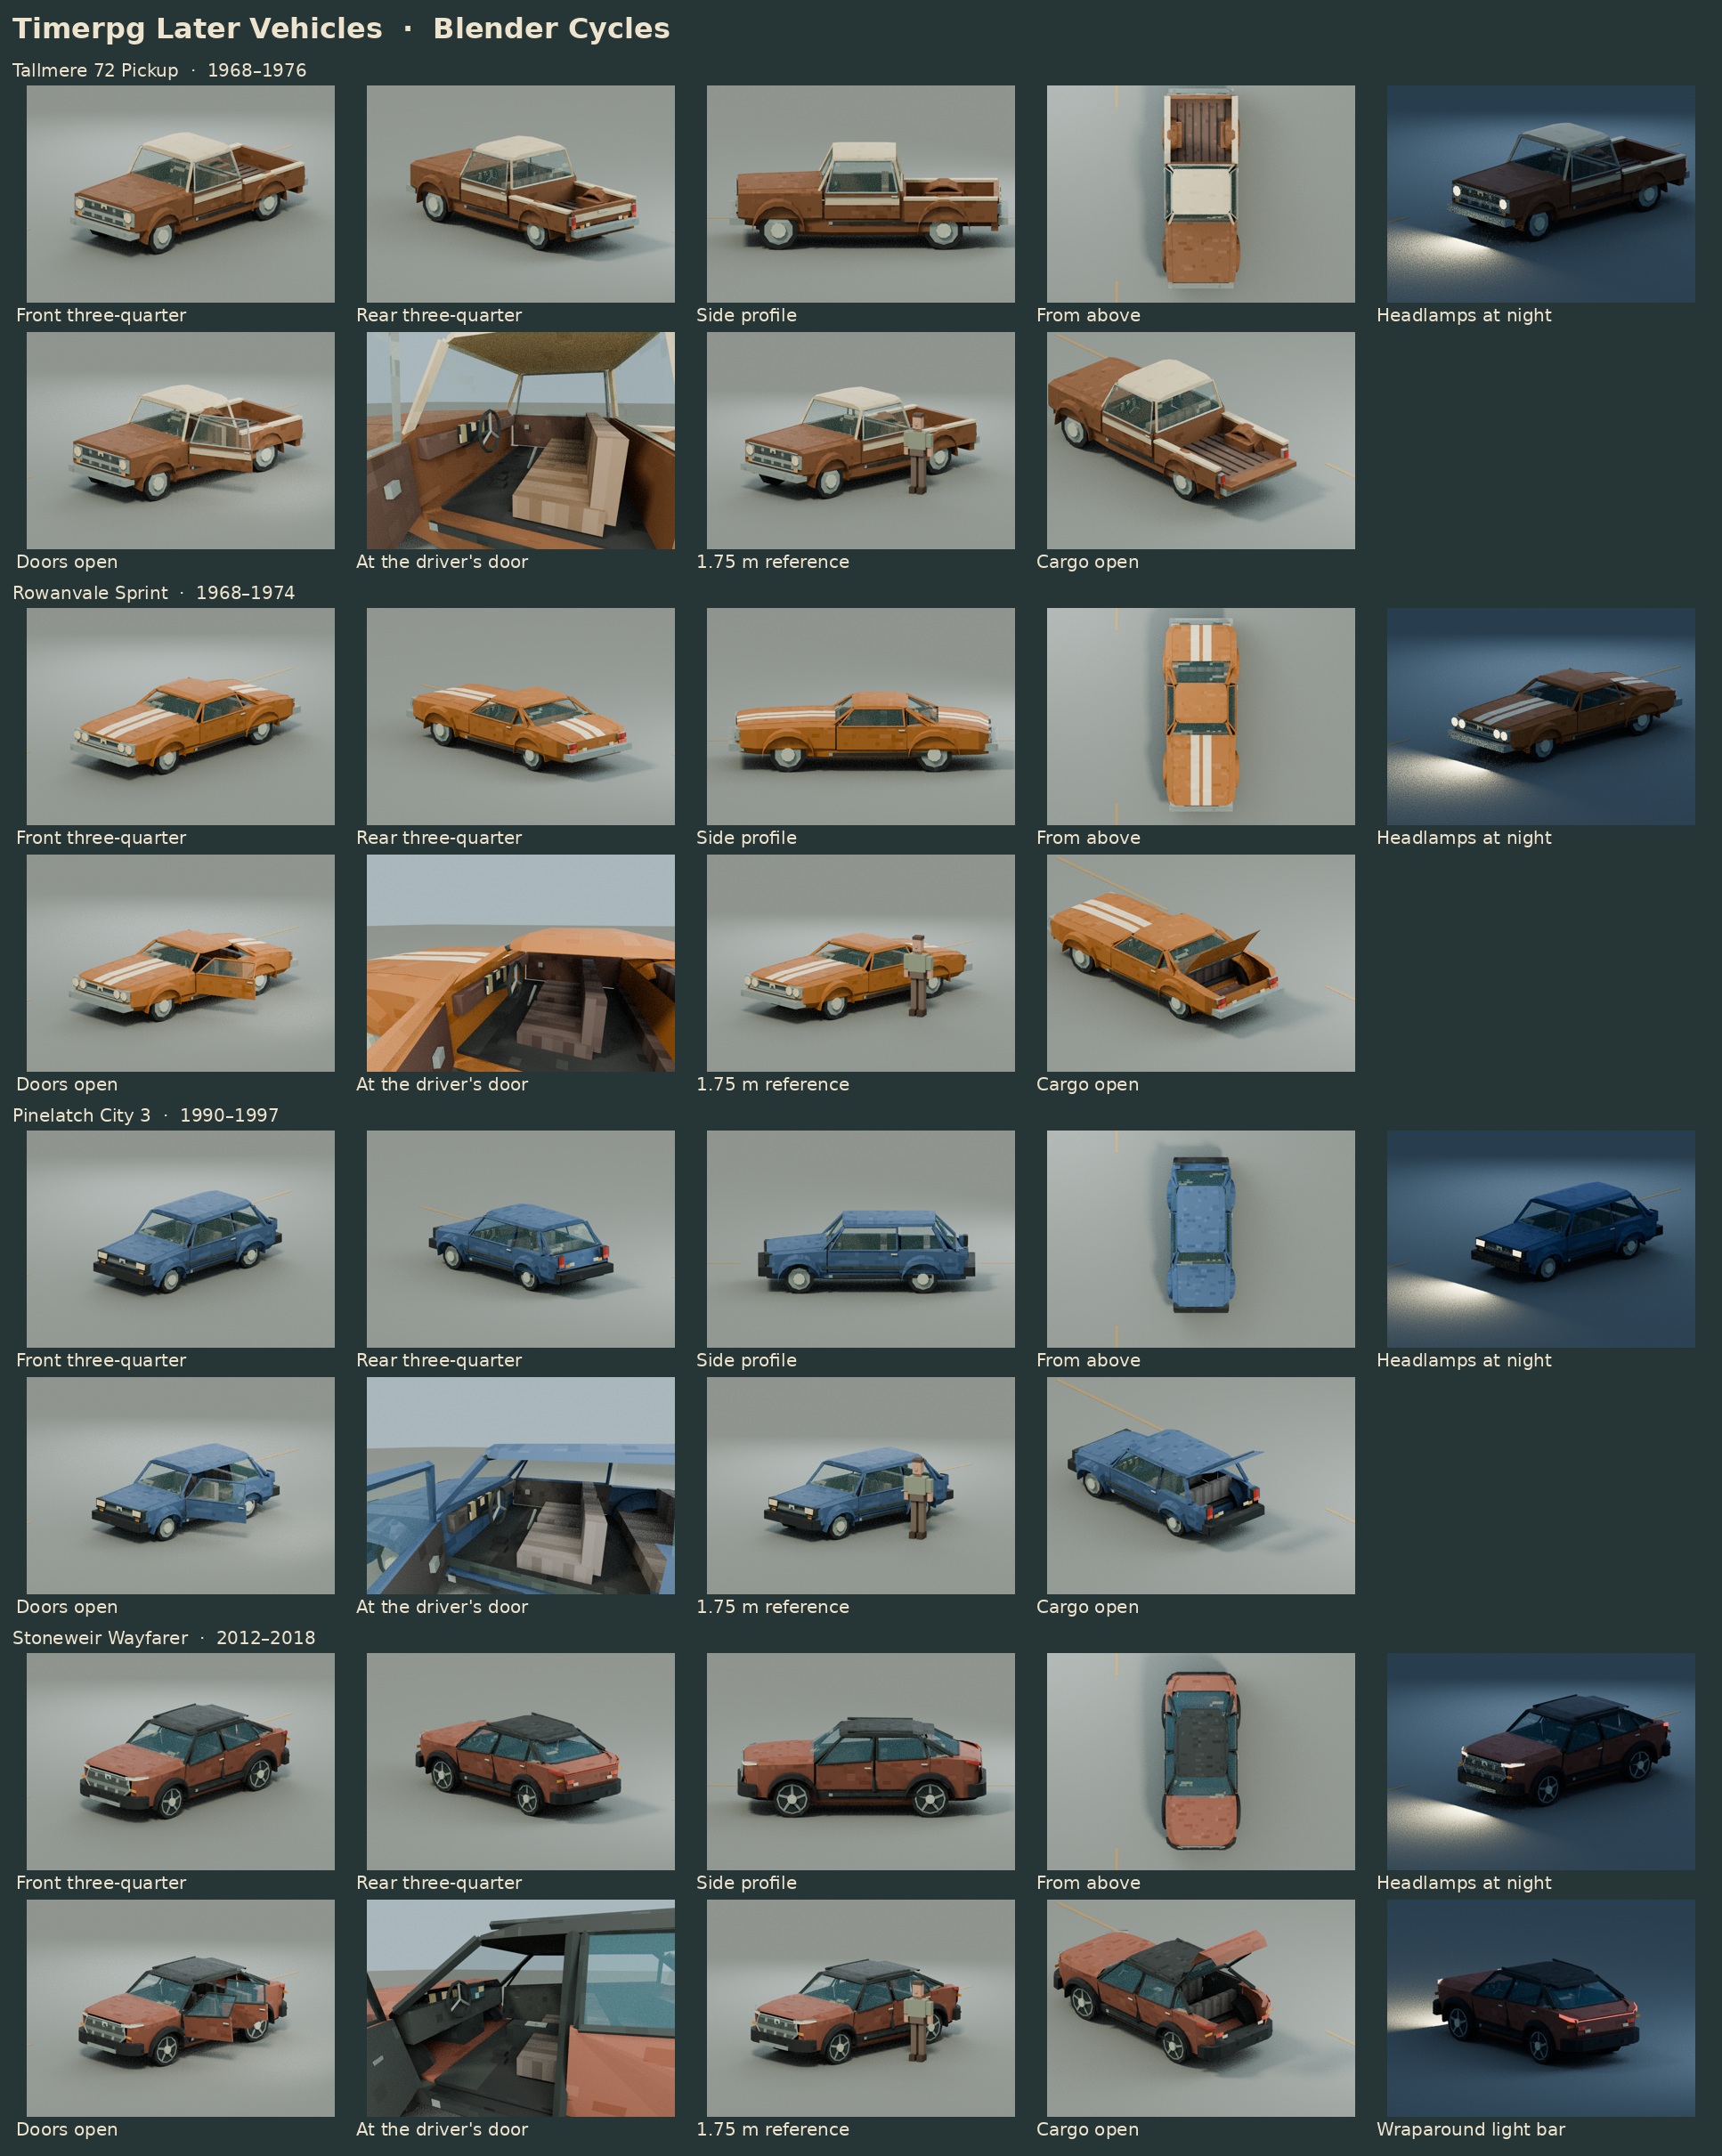 Timerpg Later Vehicles · Blender Cycles
Tallmere 72 Pickup · 1968–1976
Front three-quarter
Rear three-quarter
Side profile
From above
Headlamps at night
Doors open
At the driver's door
1.75 m reference
Cargo open
Rowanvale Sprint · 1968–1974
Front three-quarter
Rear three-quarter
Side profile
From above
Headlamps at night
Doors open
At the driver's door
1.75 m reference
Cargo open
Pinelatch City 3 · 1990–1997
Front three-quarter
Rear three-quarter
Side profile
From above
Headlamps at night
Doors open
At the driver's door
1.75 m reference
Cargo open
Stoneweir Wayfarer · 2012–2018
Front three-quarter
Rear three-quarter
Side profile
From above
Headlamps at night
Doors open
At the driver's door
1.75 m reference
Cargo open
Wraparound light bar